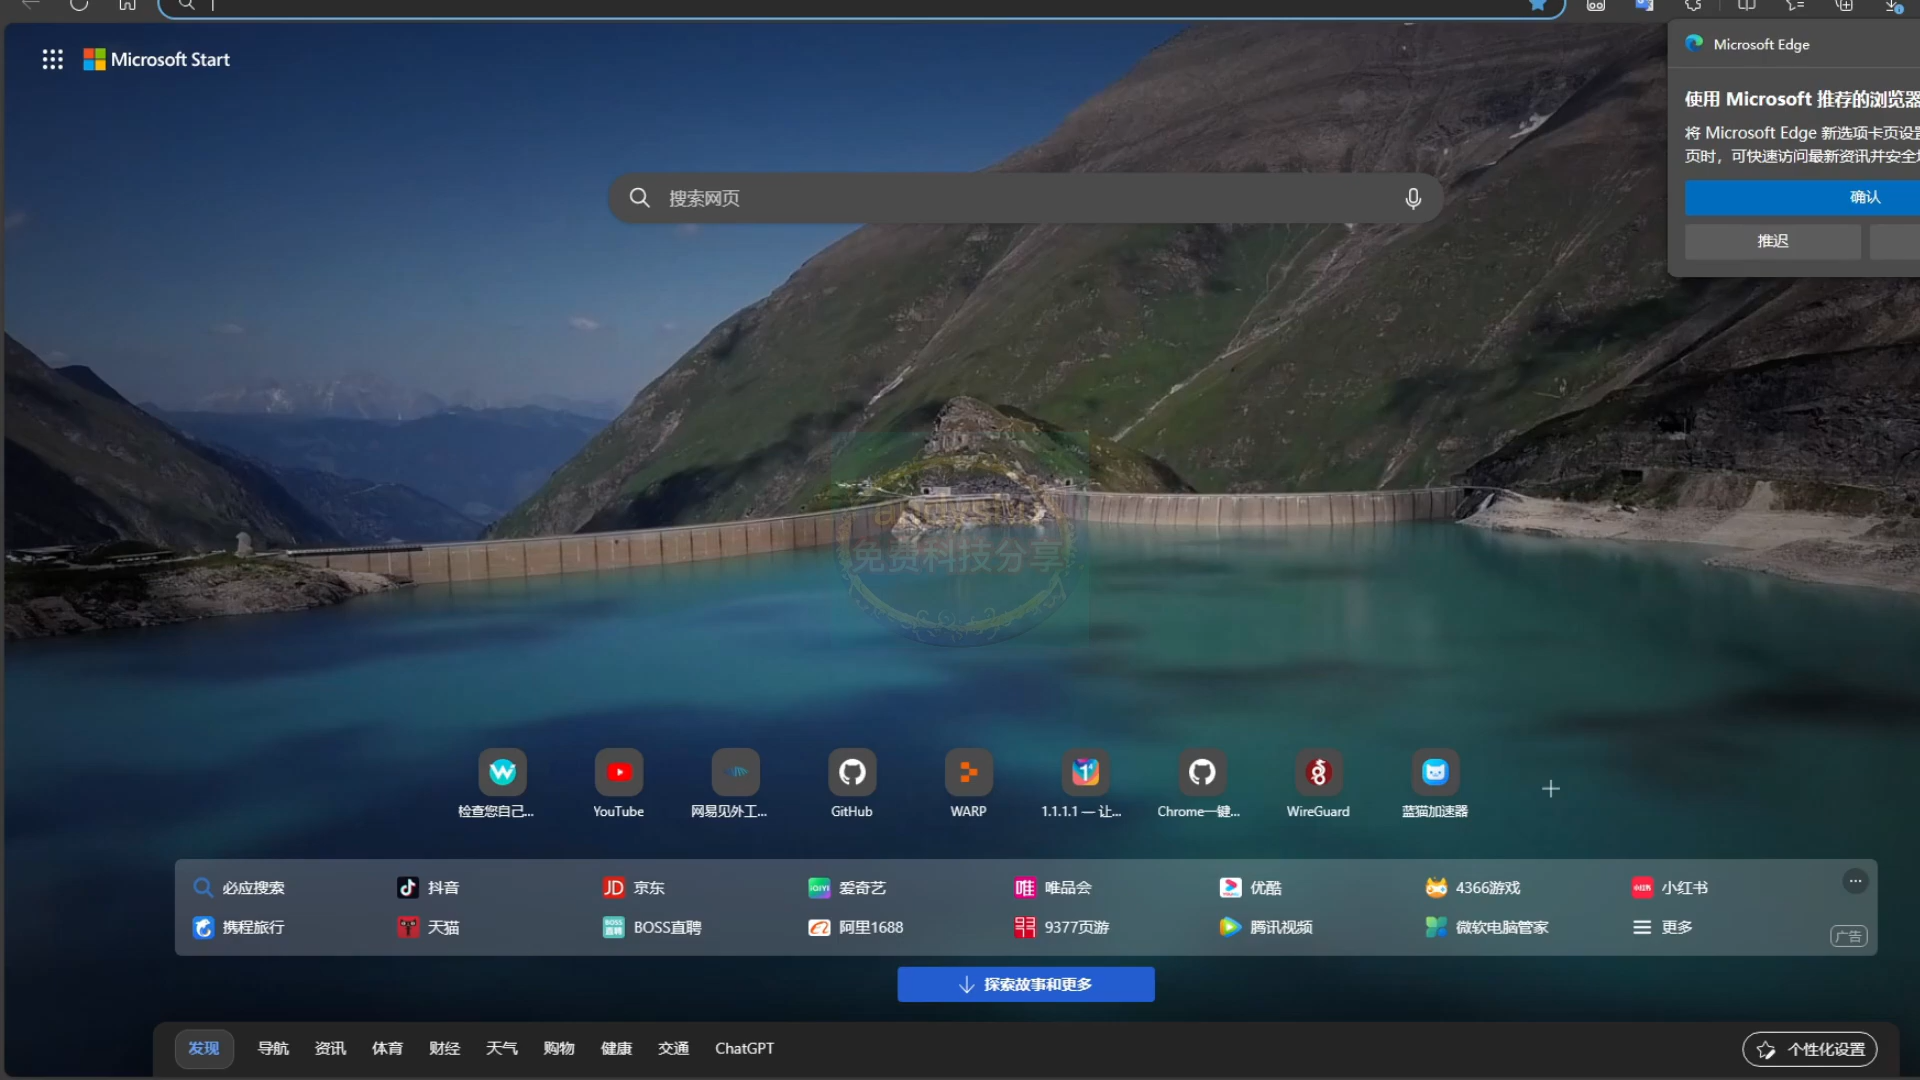 Microsoft Start
Microsoft Edge
使用 Microsoft 推荐的浏览器
将 Microsoft Edge 新选项卡页设置
页时，可快速访问最新资讯并安全地
确认
推迟
搜索网页
免费科技分享
检查您自己...
YouTube
网易见外工...
GitHub
WARP
1.1.1.1 — 让...
Chrome一键...
WireGuard
蓝猫加速器
必应搜索
抖音
京东
爱奇艺
唯品会
优酷
4366游戏
小红书
携程旅行
天猫
BOSS直聘
阿里1688
9377页游
腾讯视频
微软电脑管家
更多
广告
探索故事和更多
发现
导航
资讯
体育
财经
天气
购物
健康
交通
ChatGPT
个性化设置